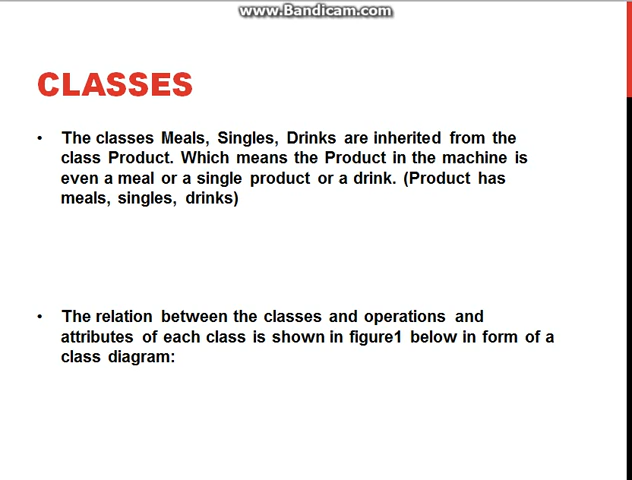 www.Bandicam.com
CLASSES
• The classes Meals, Singles, Drinks are inherited from the
class Product. Which means the Product in the machine is
even a meal or a single product or a drink. (Product has
meals, singles, drinks)
• The relation between the classes and operations and
attributes of each class is shown in figure1 below in form of a
class diagram: